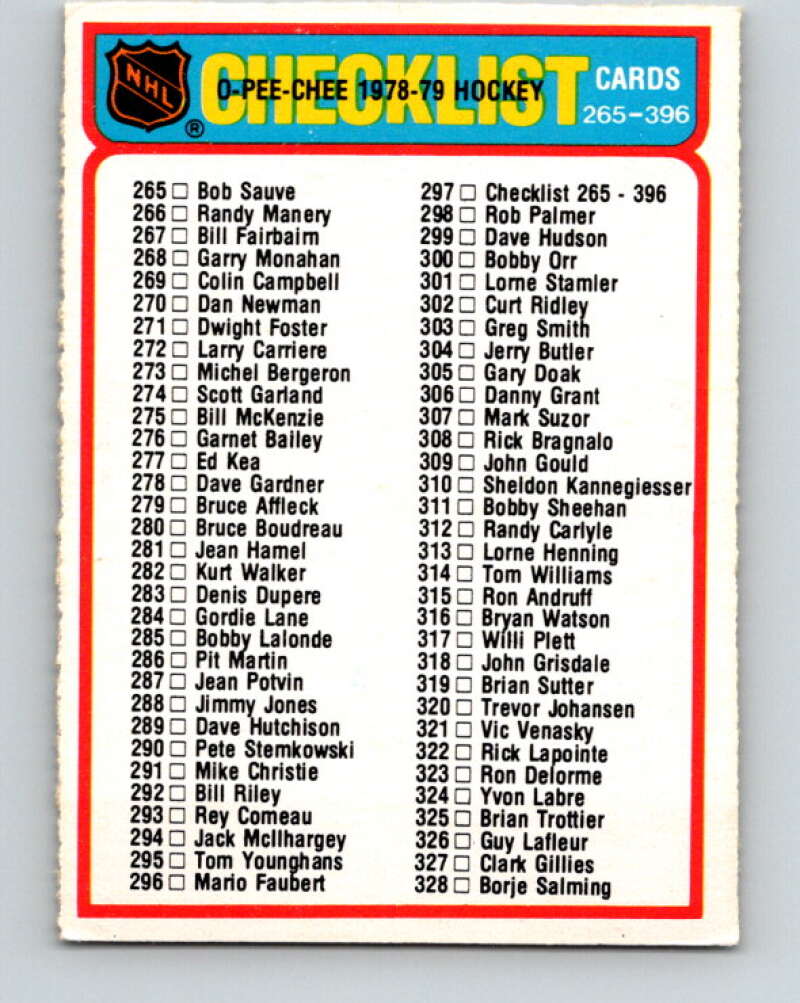 NHL
®
CHECKLIST
O-PEE-CHEE 1978-79 HOCKEY
CARDS
265-396
265 □ Bob Sauve
266 □ Randy Manery
267 □ Bill Fairbairn
268 □ Garry Monahan
269 □ Colin Campbell
270 □ Dan Newman
271 □ Dwight Foster
272 □ Larry Carriere
273 □ Michel Bergeron
274 □ Scott Garland
275 □ Bill McKenzie
276 □ Garnet Bailey
277 □ Ed Kea
278 □ Dave Gardner
279 □ Bruce Affleck
280 □ Bruce Boudreau
281 □ Jean Hamel
282 □ Kurt Walker
283 □ Denis Dupere
284 □ Gordie Lane
285 □ Bobby Lalonde
286 □ Pit Martin
287 □ Jean Potvin
288 □ Jimmy Jones
289 □ Dave Hutchison
290 □ Pete Stemkowski
291 □ Mike Christie
292 □ Bill Riley
293 □ Rey Comeau
294 □ Jack McIlhargey
295 □ Tom Younghans
296 □ Mario Faubert
297 □ Checklist 265 - 396
298 □ Rob Palmer
299 □ Dave Hudson
300 □ Bobby Orr
301 □ Lorne Stamler
302 □ Curt Ridley
303 □ Greg Smith
304 □ Jerry Butler
305 □ Gary Doak
306 □ Danny Grant
307 □ Mark Suzor
308 □ Rick Bragnalo
309 □ John Gould
310 □ Sheldon Kannegiesser
311 □ Bobby Sheehan
312 □ Randy Carlyle
313 □ Lorne Henning
314 □ Tom Williams
315 □ Ron Andruff
316 □ Bryan Watson
317 □ Willi Plett
318 □ John Grisdale
319 □ Brian Sutter
320 □ Trevor Johansen
321 □ Vic Venasky
322 □ Rick Lapointe
323 □ Ron Delorme
324 □ Yvon Labre
325 □ Brian Trottier
326 □ Guy Lafleur
327 □ Clark Gillies
328 □ Borje Salming